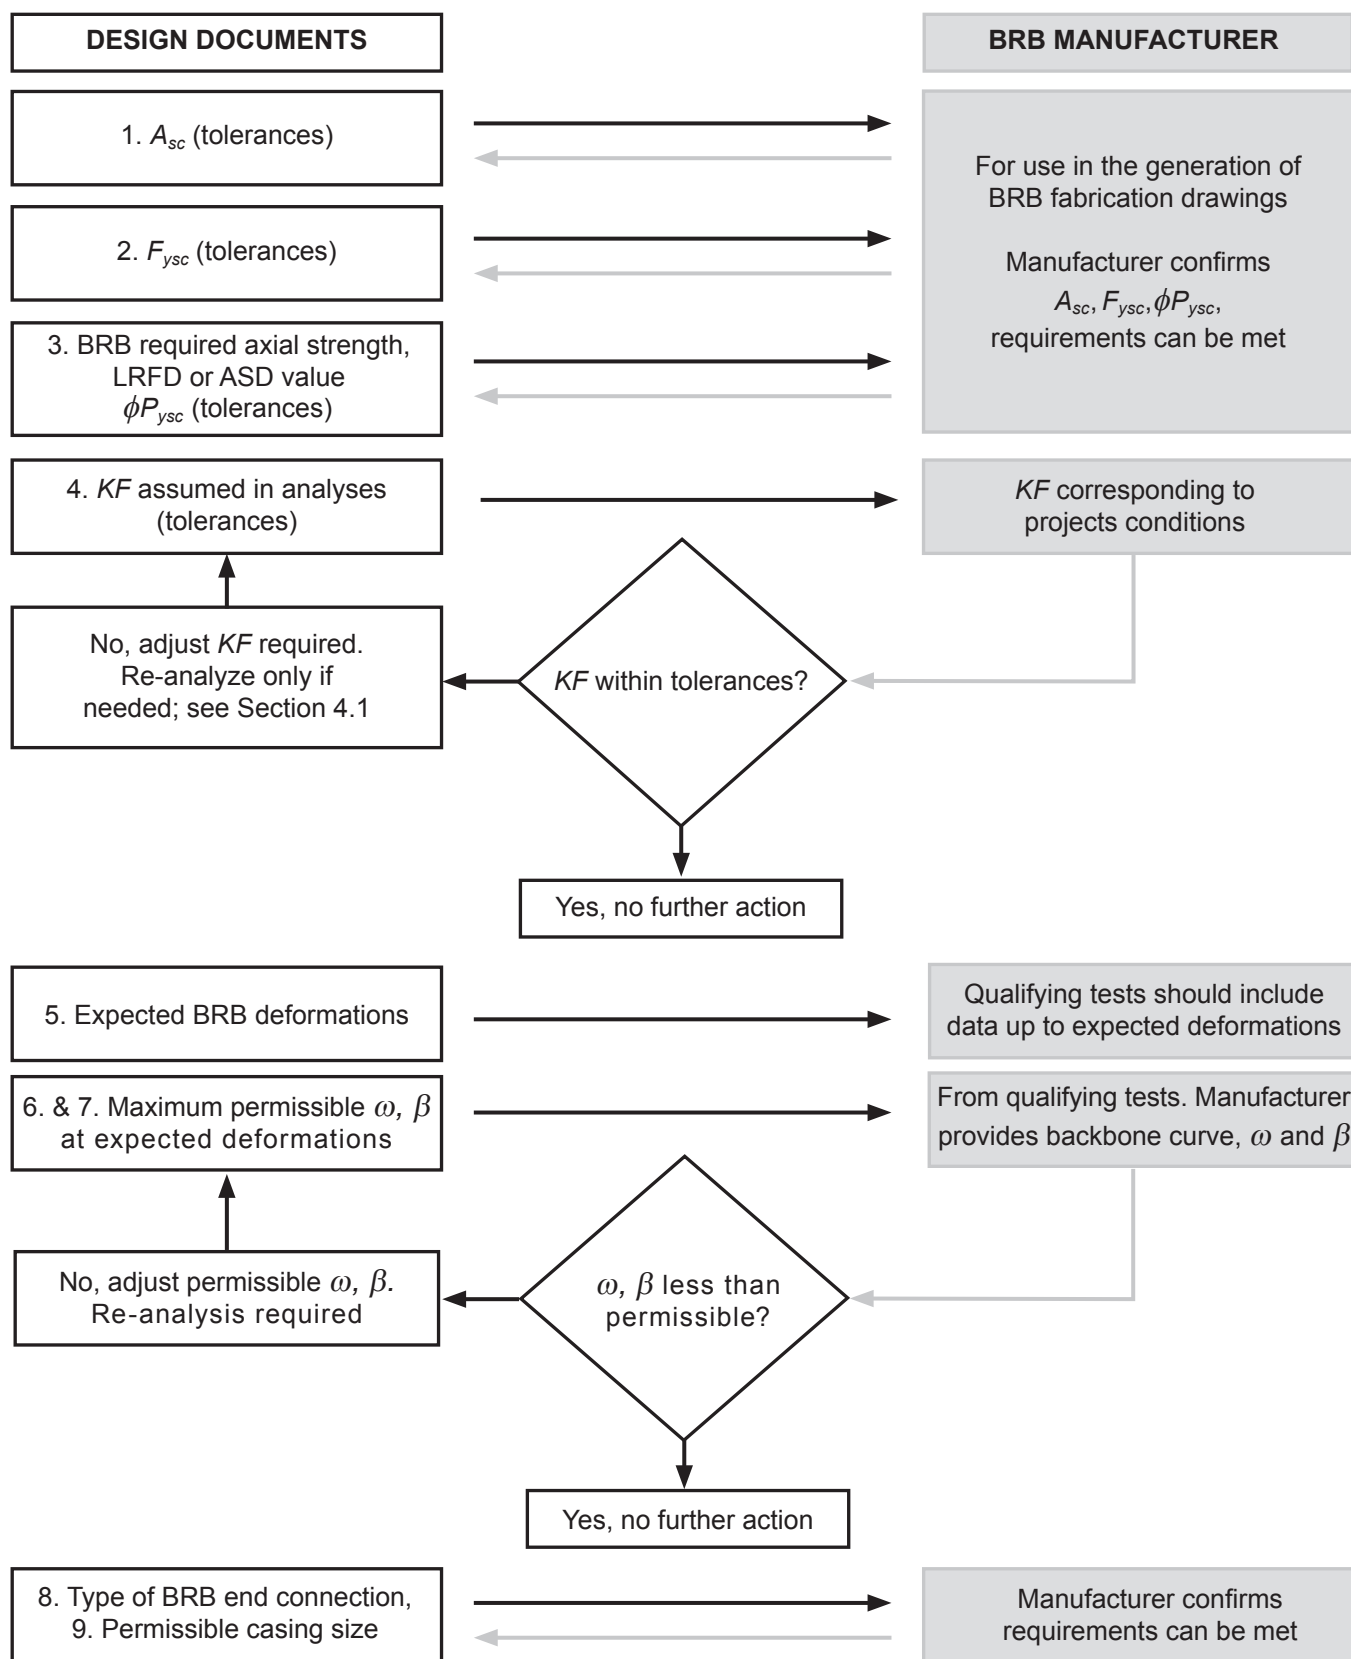 DESIGN DOCUMENTS
BRB MANUFACTURER
1. Asc (tolerances)
2. Fysc (tolerances)
3. BRB required axial strength,
LRFD or ASD value
ϕPysc (tolerances)
For use in the generation of
BRB fabrication drawings
Manufacturer confirms
Asc, Fysc, ϕPysc,
requirements can be met
4. KF assumed in analyses
(tolerances)
KF corresponding to
projects conditions
No, adjust KF required.
Re-analyze only if
needed; see Section 4.1
KF within tolerances?
Yes, no further action
5. Expected BRB deformations
Qualifying tests should include
data up to expected deformations
6. & 7. Maximum permissible ω, β
at expected deformations
From qualifying tests. Manufacturer
provides backbone curve, ω and β
No, adjust permissible ω, β.
Re-analysis required
ω, β less than
permissible?
Yes, no further action
8. Type of BRB end connection,
9. Permissible casing size
Manufacturer confirms
requirements can be met